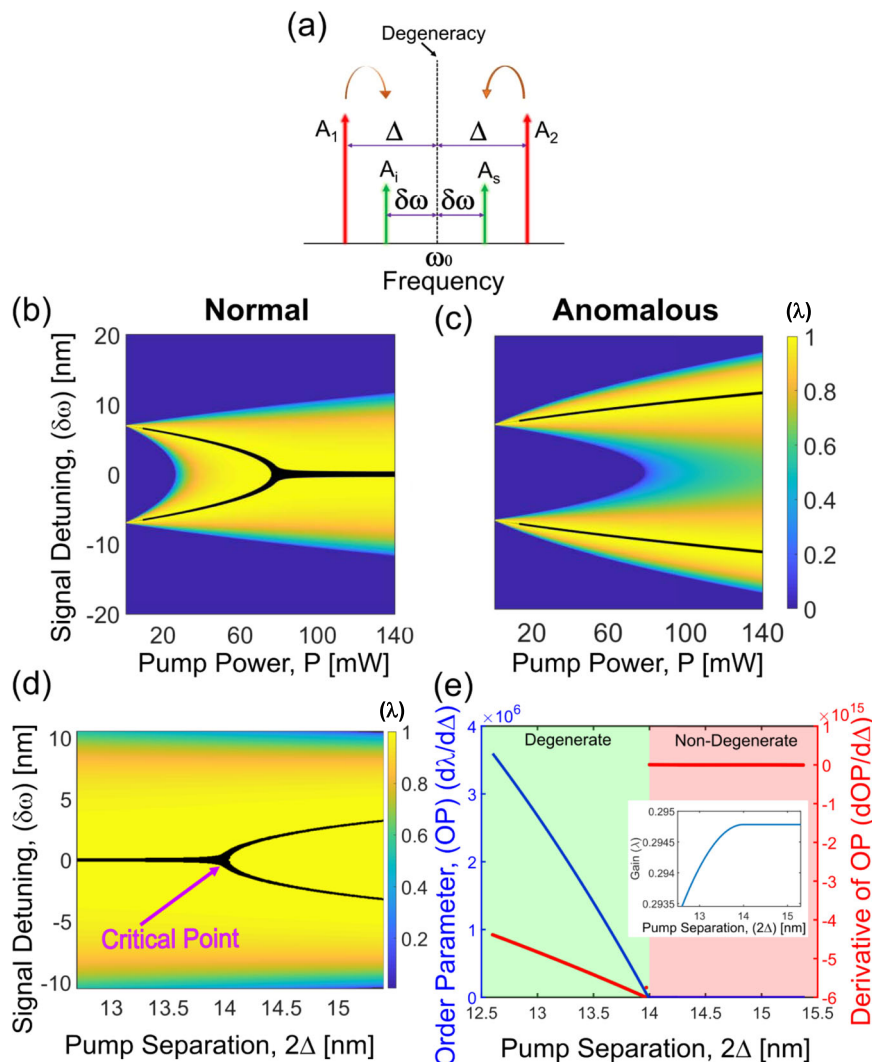 (a)
Degeneracy
A₁
Δ
Δ
A₂
Aᵢ
Aₛ
δω
δω
ω₀
Frequency
(b)
Normal
(c)
Anomalous
(λ)
Signal Detuning, (δω) [nm]
20
10
0
-10
-20
20
60
100
140
Pump Power, P [mW]
20
60
100
140
Pump Power, P [mW]
1
0.8
0.6
0.4
0.2
0
(d)
(λ)
Signal Detuning, (δω) [nm]
10
5
0
-5
-10
Critical Point
13
13.5
14
14.5
15
Pump Separation, 2Δ [nm]
1
0.8
0.6
0.4
0.2
(e)
×10⁶
×10¹⁵
Order Parameter, (OP) (dλ/dΔ)
4
3
2
1
0
Degenerate
Non-Degenerate
Gain (λ)
0.295
0.2945
0.294
0.2935
13
14
15
Pump Separation, (2Δ) [nm]
12.5
13
13.5
14
14.5
15
15.5
Pump Separation, 2Δ [nm]
1
0
-1
-2
-3
-4
-5
-6
Derivative of OP (dOP/dΔ)